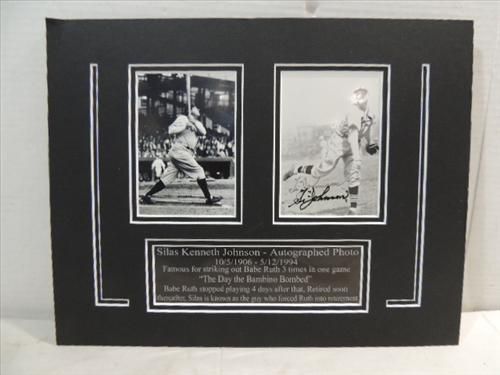 Si Johnson
Silas Kenneth Johnson - Autographed Photo
10/5/1906 - 5/12/1994
Famous for striking out Babe Ruth 3 times in one game
"The Day the Bambino Bombed"
Babe Ruth stopped playing 4 days after that, Retired soon
thereafter, Silas is known as the guy who forced Ruth into retirement